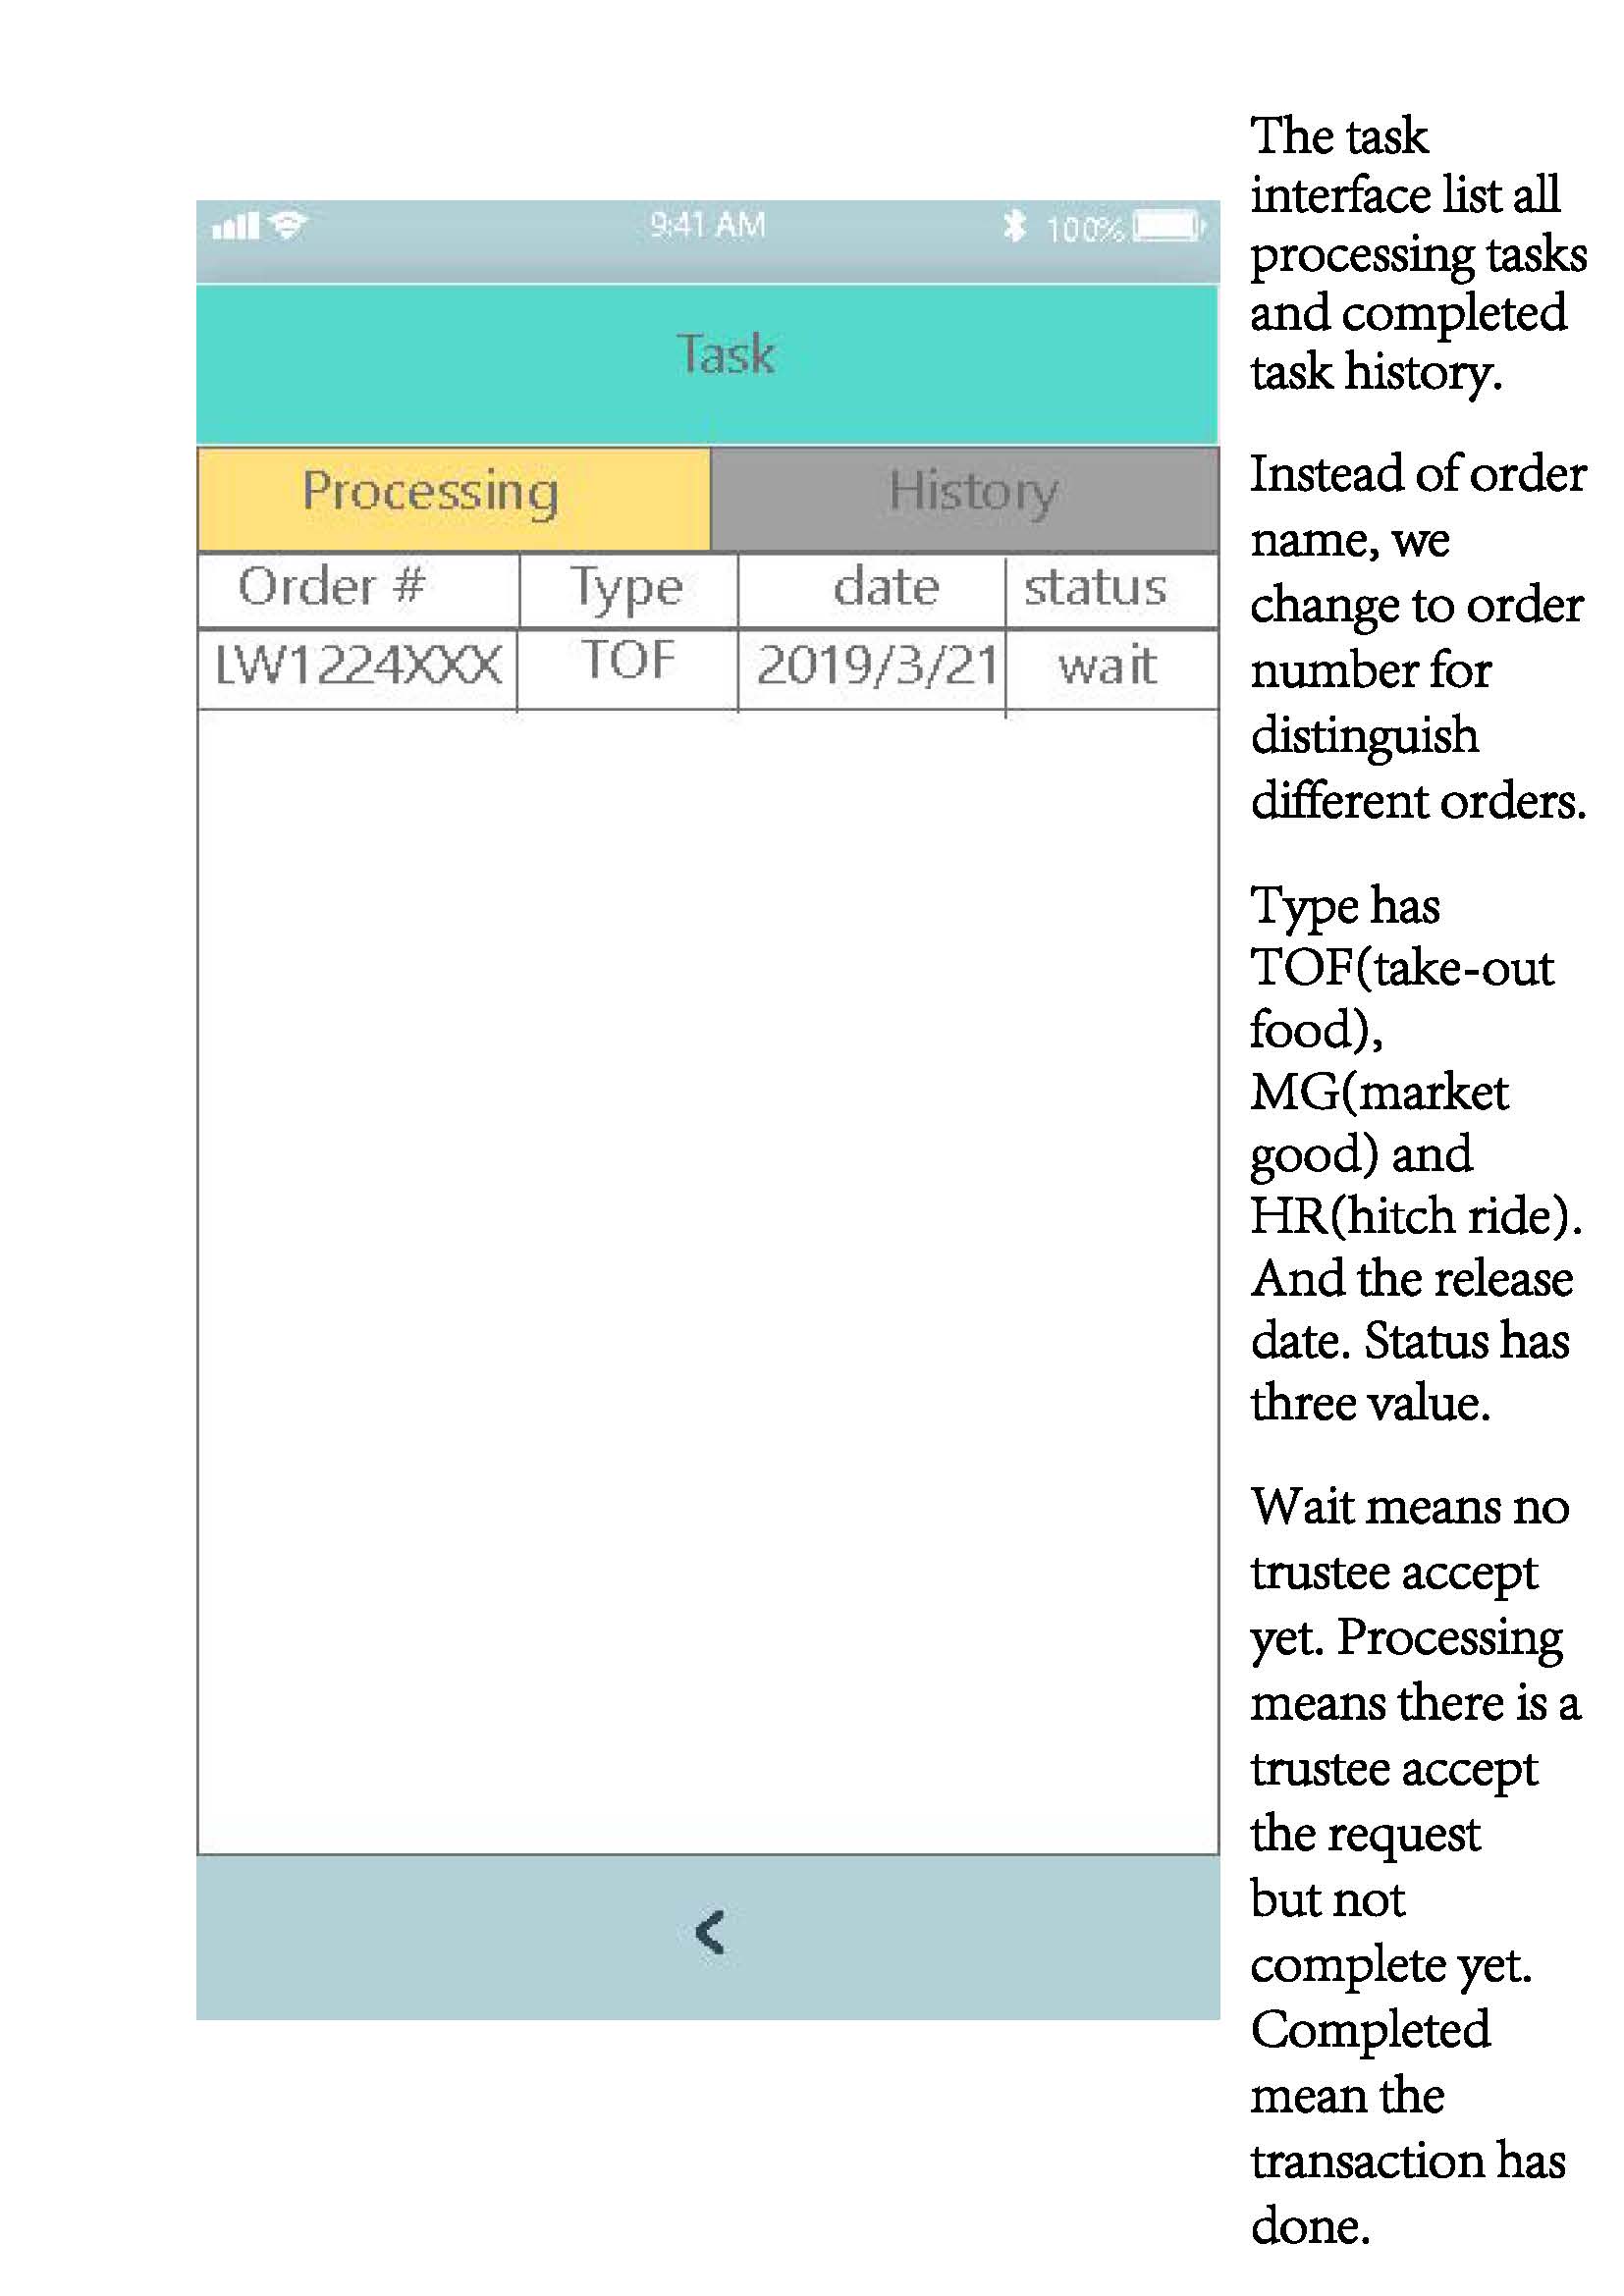 9:41 AM
100%
Task
Processing History
Order # Type date status
LW1224XXX TOF 2019/3/21 wait
The task
interface list all
processing tasks
and completed
task history.
Instead of order
name, we
change to order
number for
distinguish
different orders.
Type has
TOF(take-out
food),
MG(market
good) and
HR(hitch ride).
And the release
date. Status has
three value.
Wait means no
trustee accept
yet. Processing
means there is a
trustee accept
the request
but not
complete yet.
Completed
mean the
transaction has
done.